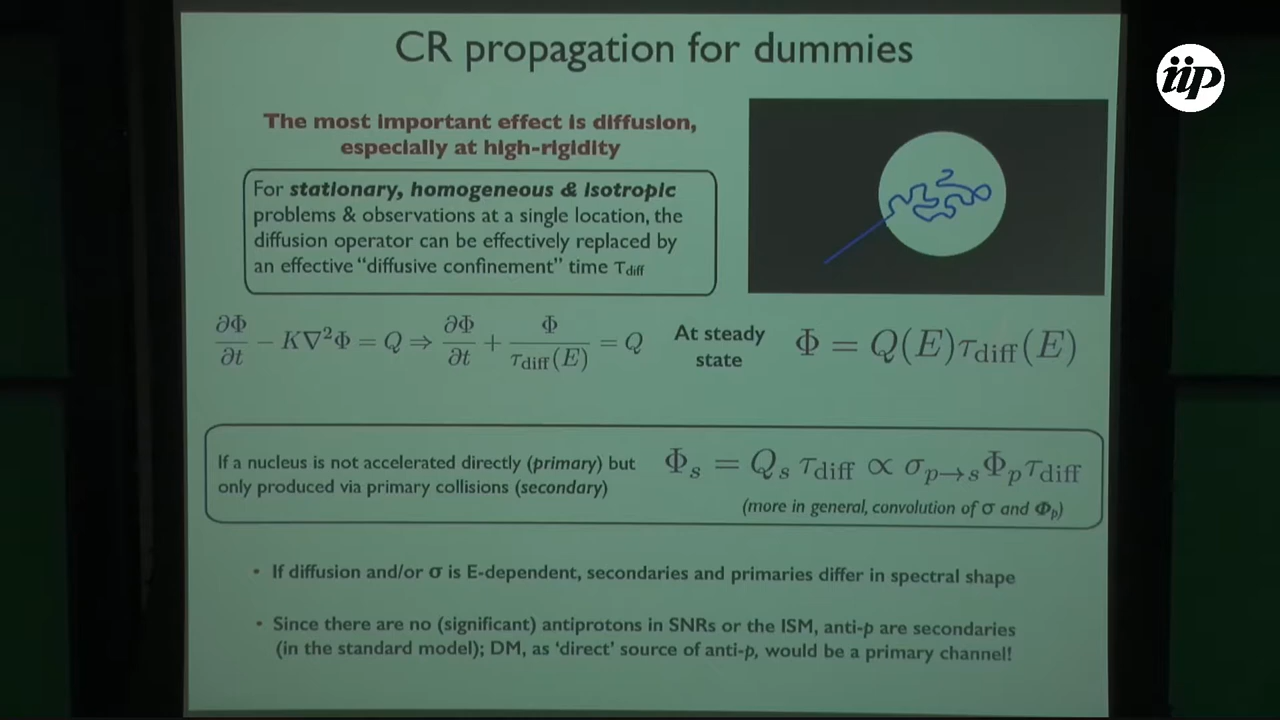 CR propagation for dummies
iip
The most important effect is diffusion,
especially at high-rigidity
For stationary, homogeneous & isotropic
problems & observations at a single location, the
diffusion operator can be effectively replaced by
an effective “diffusive confinement” time τdiff
∂Φ/∂t − K∇²Φ = Q ⇒ ∂Φ/∂t + Φ/τdiff(E) = Q
At steady
state
Φ = Q(E)τdiff(E)
If a nucleus is not accelerated directly (primary) but
only produced via primary collisions (secondary)
Φs = Qs τdiff ∝ σp→sΦpτdiff
(more in general, convolution of σ and Φp)
• If diffusion and/or σ is E-dependent, secondaries and primaries differ in spectral shape
• Since there are no (significant) antiprotons in SNRs or the ISM, anti-p are secondaries
(in the standard model); DM, as ‘direct’ source of anti-p, would be a primary channel!